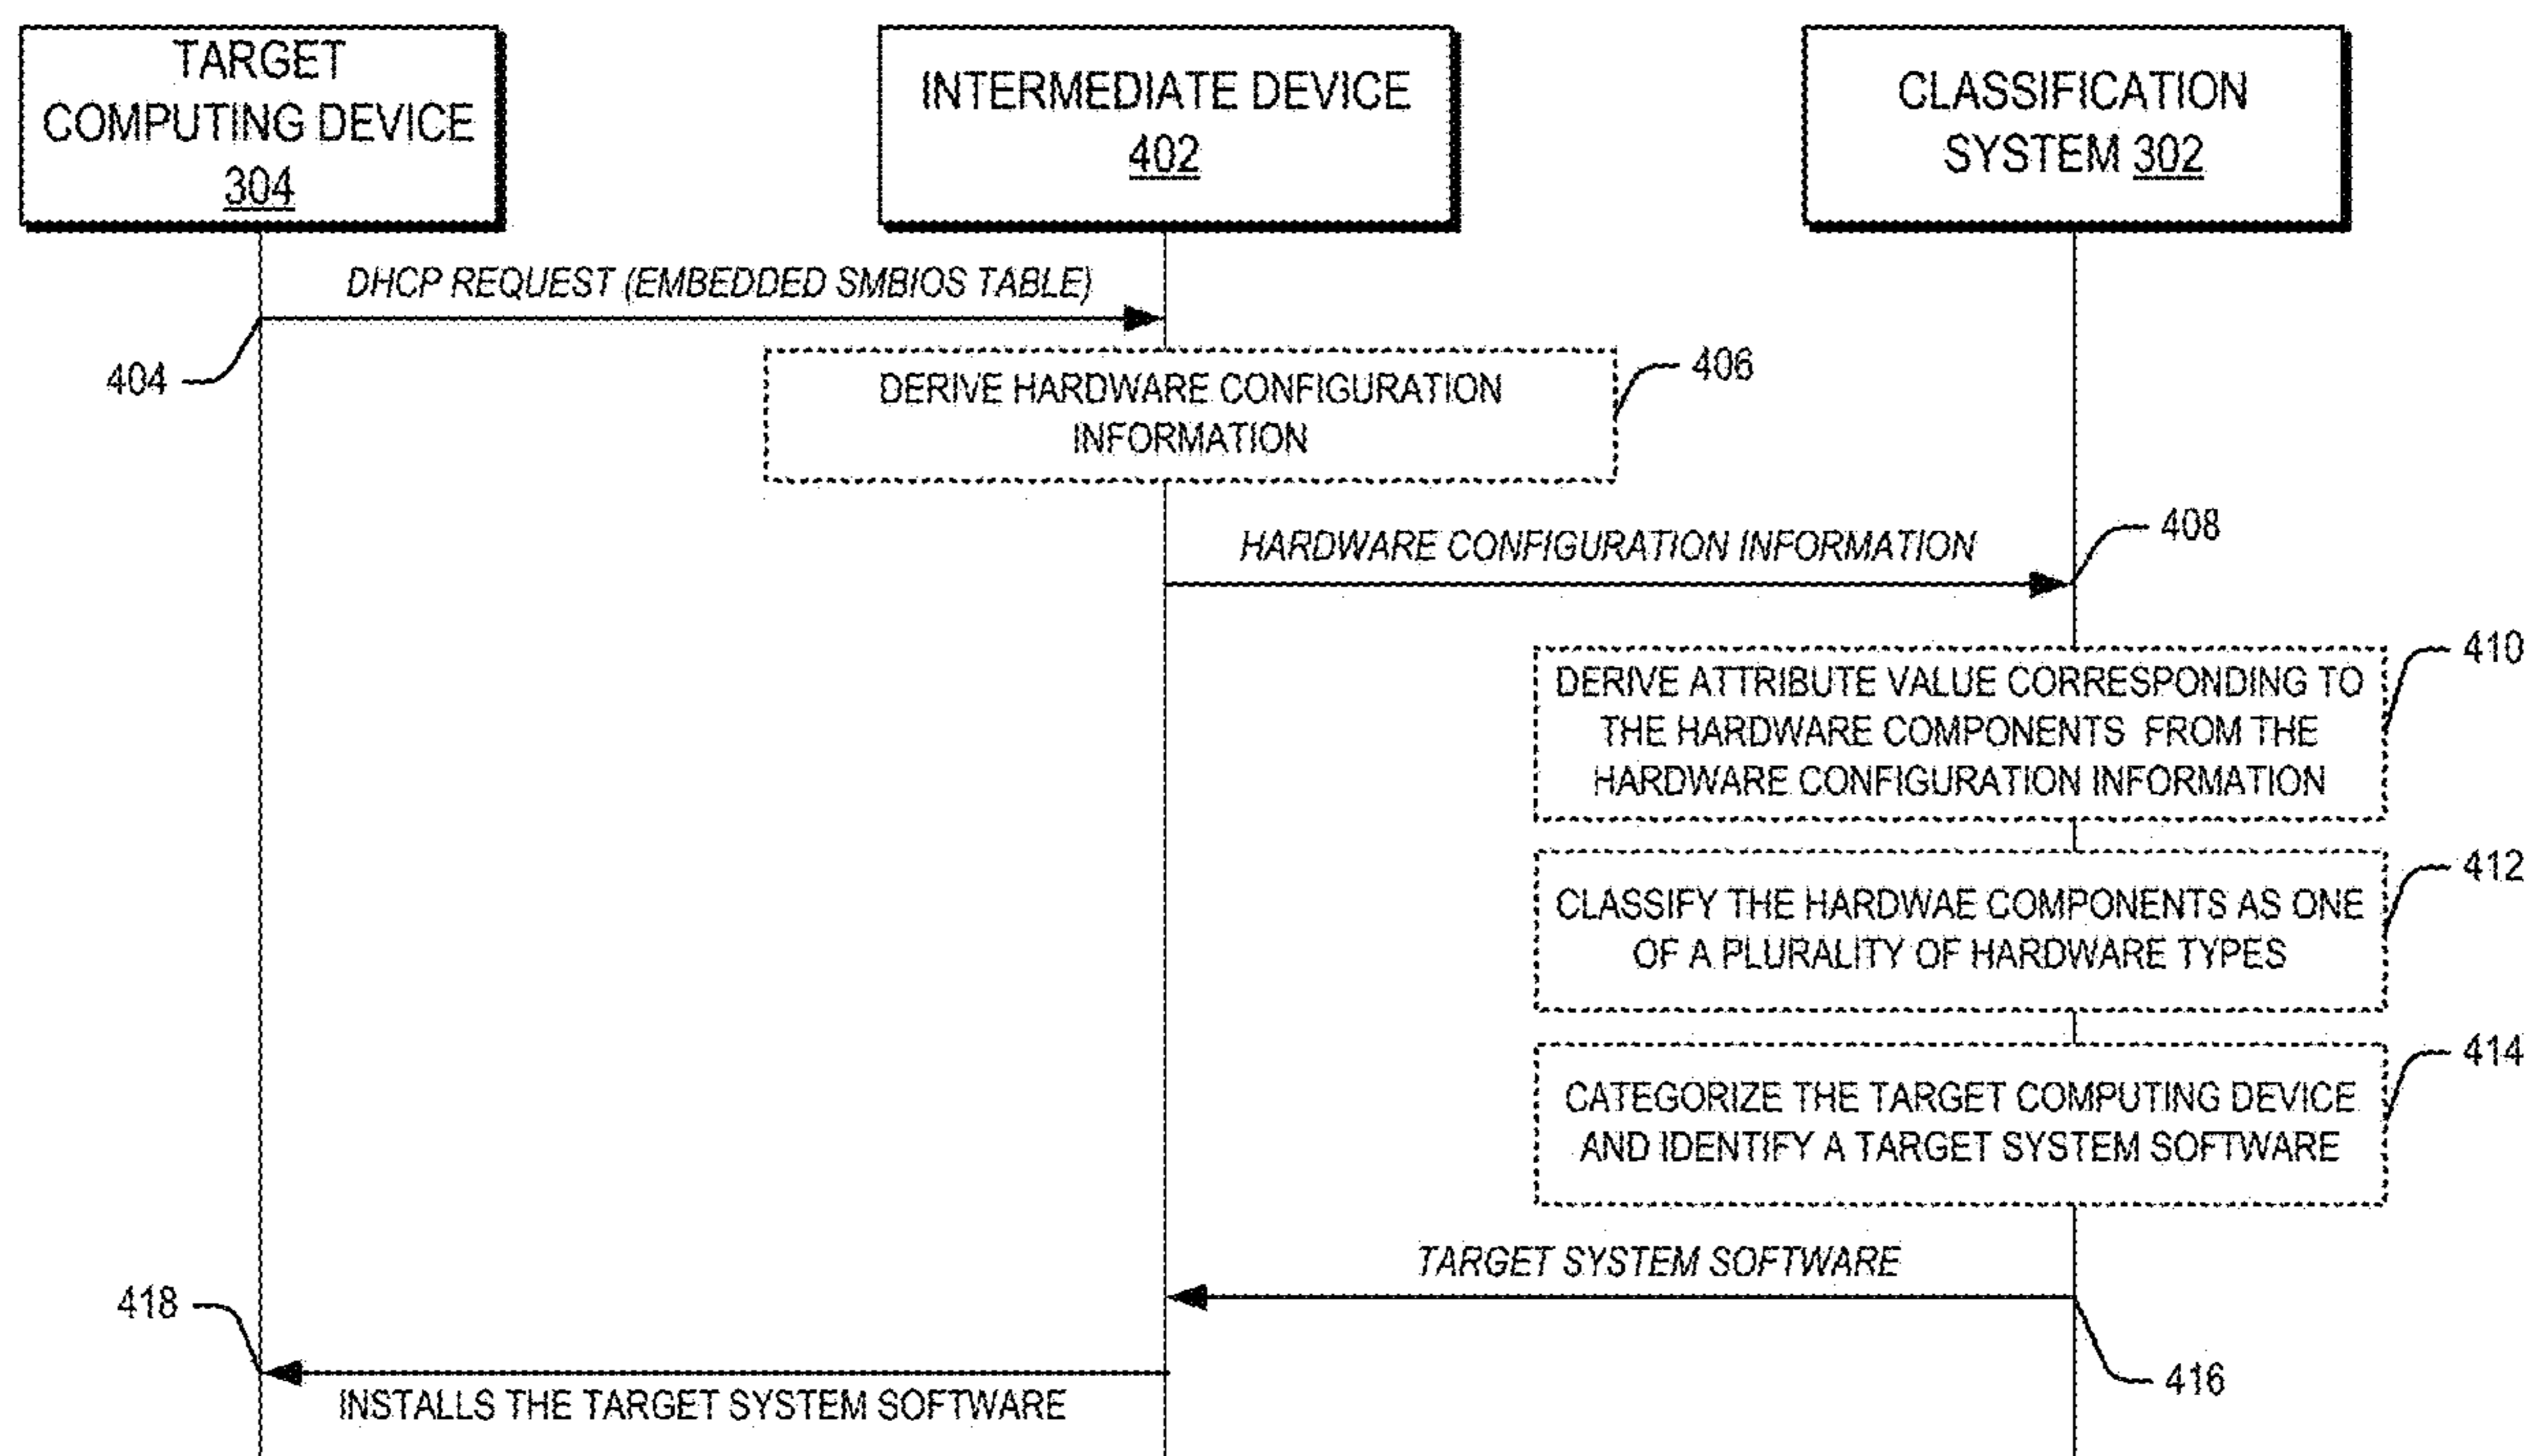 TARGET
COMPUTING DEVICE
304
INTERMEDIATE DEVICE
402
CLASSIFICATION
SYSTEM 302
DHCP REQUEST (EMBEDDED SMBIOS TABLE)
404
DERIVE HARDWARE CONFIGURATION
INFORMATION
406
HARDWARE CONFIGURATION INFORMATION
408
DERIVE ATTRIBUTE VALUE CORRESPONDING TO
THE HARDWARE COMPONENTS FROM THE
HARDWARE CONFIGURATION INFORMATION
410
CLASSIFY THE HARDWAE COMPONENTS AS ONE
OF A PLURALITY OF HARDWARE TYPES
412
CATEGORIZE THE TARGET COMPUTING DEVICE
AND IDENTIFY A TARGET SYSTEM SOFTWARE
414
TARGET SYSTEM SOFTWARE
416
418
INSTALLS THE TARGET SYSTEM SOFTWARE